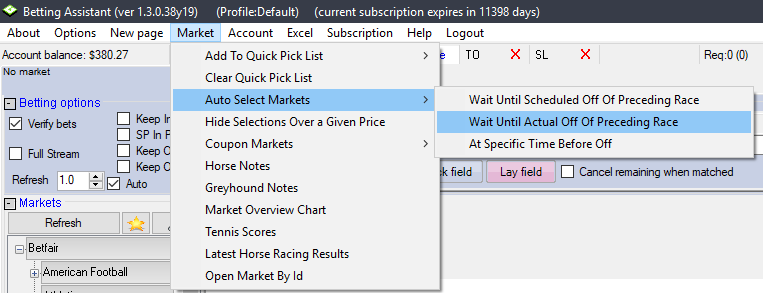 Betting Assistant (ver 1.3.0.38y19) (Profile:Default) (current subscription expires in 11398 days)
About Options New page Market Account Excel Subscription Help Logout
Account balance: $380.27
TO SL Req:0 (0)
No market
Betting options
Verify bets
Keep In
SP In P
Full Stream
Keep O
Keep C
Refresh 1.0 Auto
Markets
Refresh
Betfair
American Football
Add To Quick Pick List
Clear Quick Pick List
Auto Select Markets
Hide Selections Over a Given Price
Coupon Markets
Horse Notes
Greyhound Notes
Market Overview Chart
Tennis Scores
Latest Horse Racing Results
Open Market By Id
Wait Until Scheduled Off Of Preceding Race
Wait Until Actual Off Of Preceding Race
At Specific Time Before Off
field Lay field Cancel remaining when matched